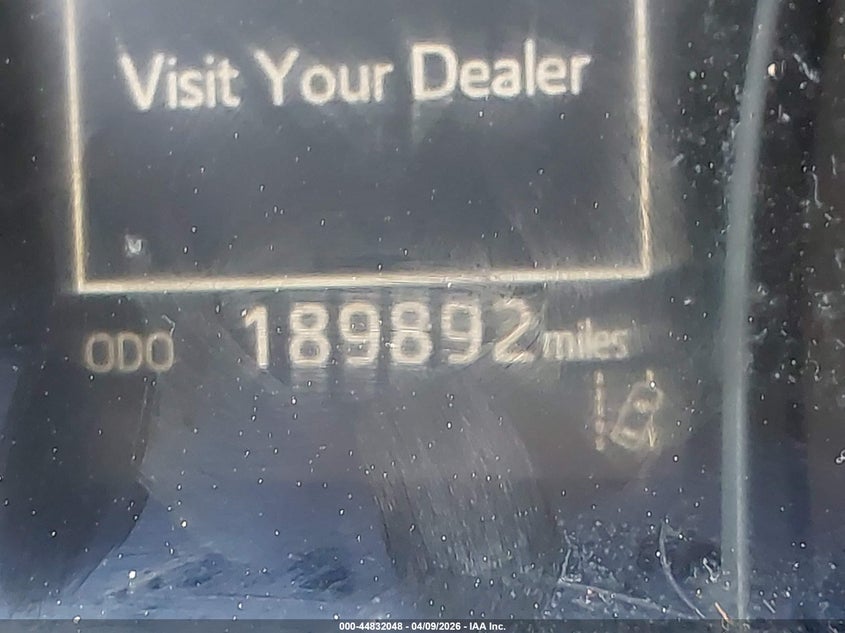 Visit Your Dealer
ODO 189892 miles
000-44832048 - 04/09/2026 - IAA Inc.